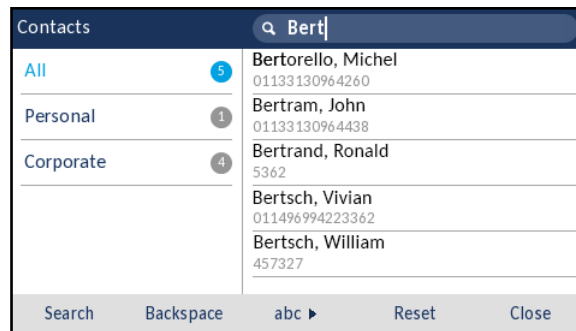 Contacts
Bert
All 5
Personal 1
Corporate 4
Bertorello, Michel
01133130964260
Bertram, John
01133130964438
Bertrand, Ronald
5362
Bertsch, Vivian
011496994223362
Bertsch, William
457327
Search Backspace abc Reset Close